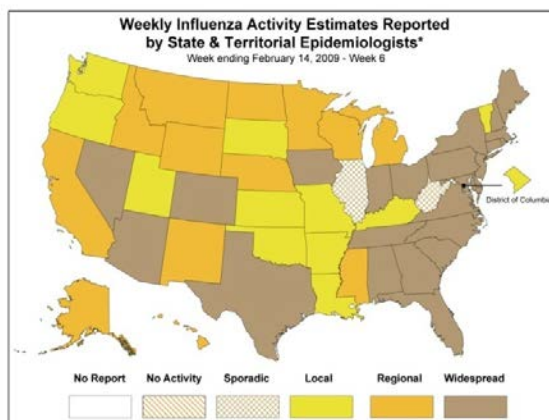 Weekly Influenza Activity Estimates Reported
by State & Territorial Epidemiologists*
Week ending February 14, 2009 - Week 6
District of Columbia
No Report No Activity Sporadic Local Regional Widespread